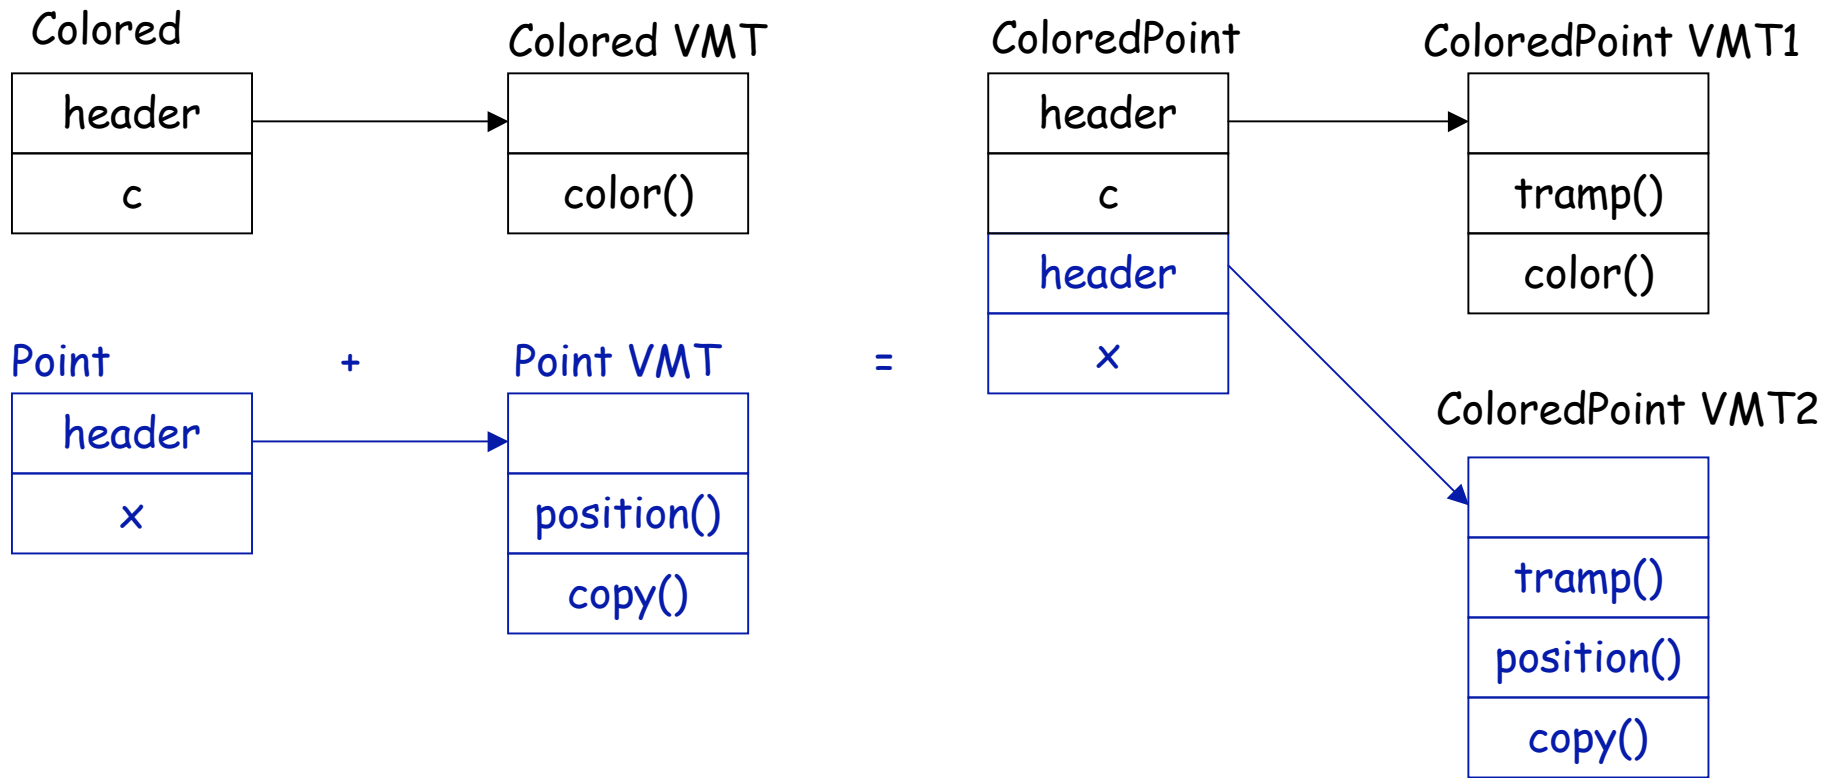 Colored
Colored VMT
header
c
color()
Point
+
Point VMT
=
header
x
position()
copy()
ColoredPoint
ColoredPoint VMT1
header
c
header
x
tramp()
color()
ColoredPoint VMT2
tramp()
position()
copy()